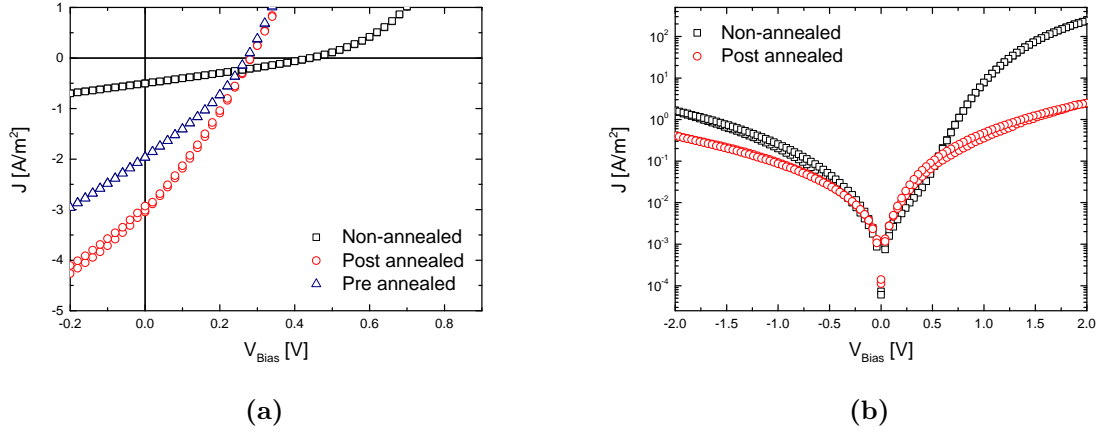 1
0
-1
-2
-3
-4
-5
J [A/m²]
-0.2 0.0 0.2 0.4 0.6 0.8
V_Bias [V]
Non-annealed
Post annealed
Pre annealed
(a)
10²
10¹
10⁰
10⁻¹
10⁻²
10⁻³
10⁻⁴
J [A/m²]
-2.0 -1.5 -1.0 -0.5 0.0 0.5 1.0 1.5 2.0
V_Bias [V]
Non-annealed
Post annealed
(b)